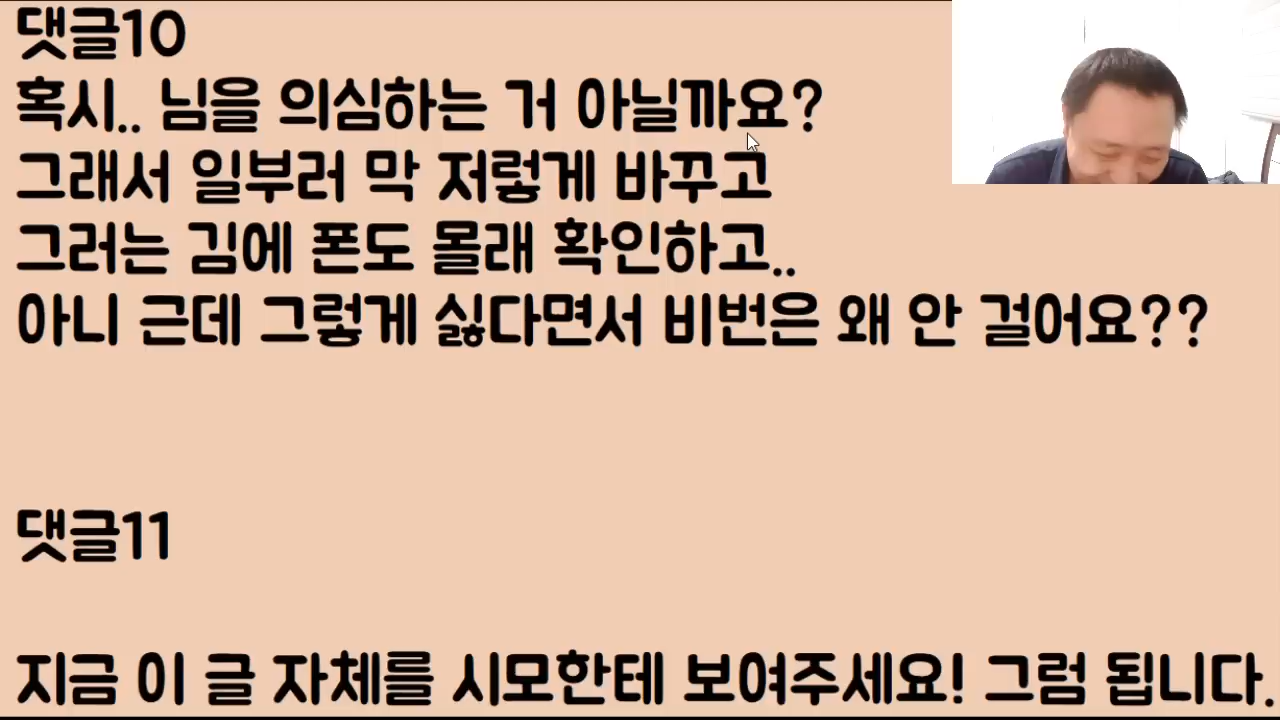 댓글10
혹시.. 님을 의심하는 거 아닐까요?
그래서 일부러 막 저렇게 바꾸고
그러는 김에 폰도 몰래 확인하고..
아니 근데 그렇게 싫다면서 비번은 왜 안 걸어요??
댓글11
지금 이 글 자체를 시모한테 보여주세요! 그럼 됩니다.